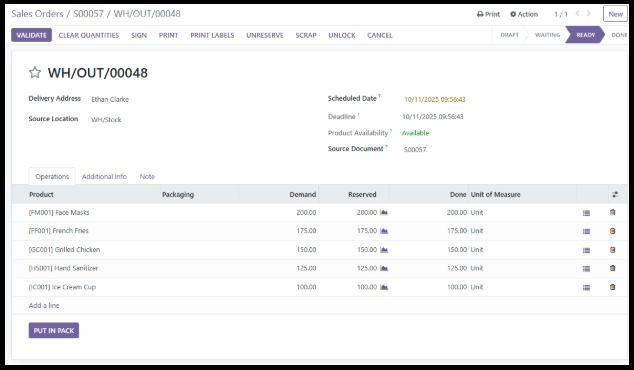 Sales Orders / S00057 / WH/OUT/00048
Print Action 1 / 1 New
VALIDATE CLEAR QUANTITIES SIGN PRINT PRINT LABELS UNRESERVE SCRAP UNLOCK CANCEL DRAFT WAITING READY DONE
WH/OUT/00048
Delivery Address Ethan Clarke
Source Location WH/Stock
Scheduled Date ? 10/11/2025 09:56:43
Deadline ? 10/11/2025 09:56:43
Product Availability ? Available
Source Document ? S00057
Operations Additional Info Note
Product Packaging Demand Reserved Done Unit of Measure
[FM001] Face Masks 200.00 200.00 200.00 Unit
[FF001] French Fries 175.00 175.00 175.00 Unit
[GC001] Grilled Chicken 150.00 150.00 150.00 Unit
[HS001] Hand Sanitizer 125.00 125.00 125.00 Unit
[IC001] Ice Cream Cup 100.00 100.00 100.00 Unit
Add a line
PUT IN PACK